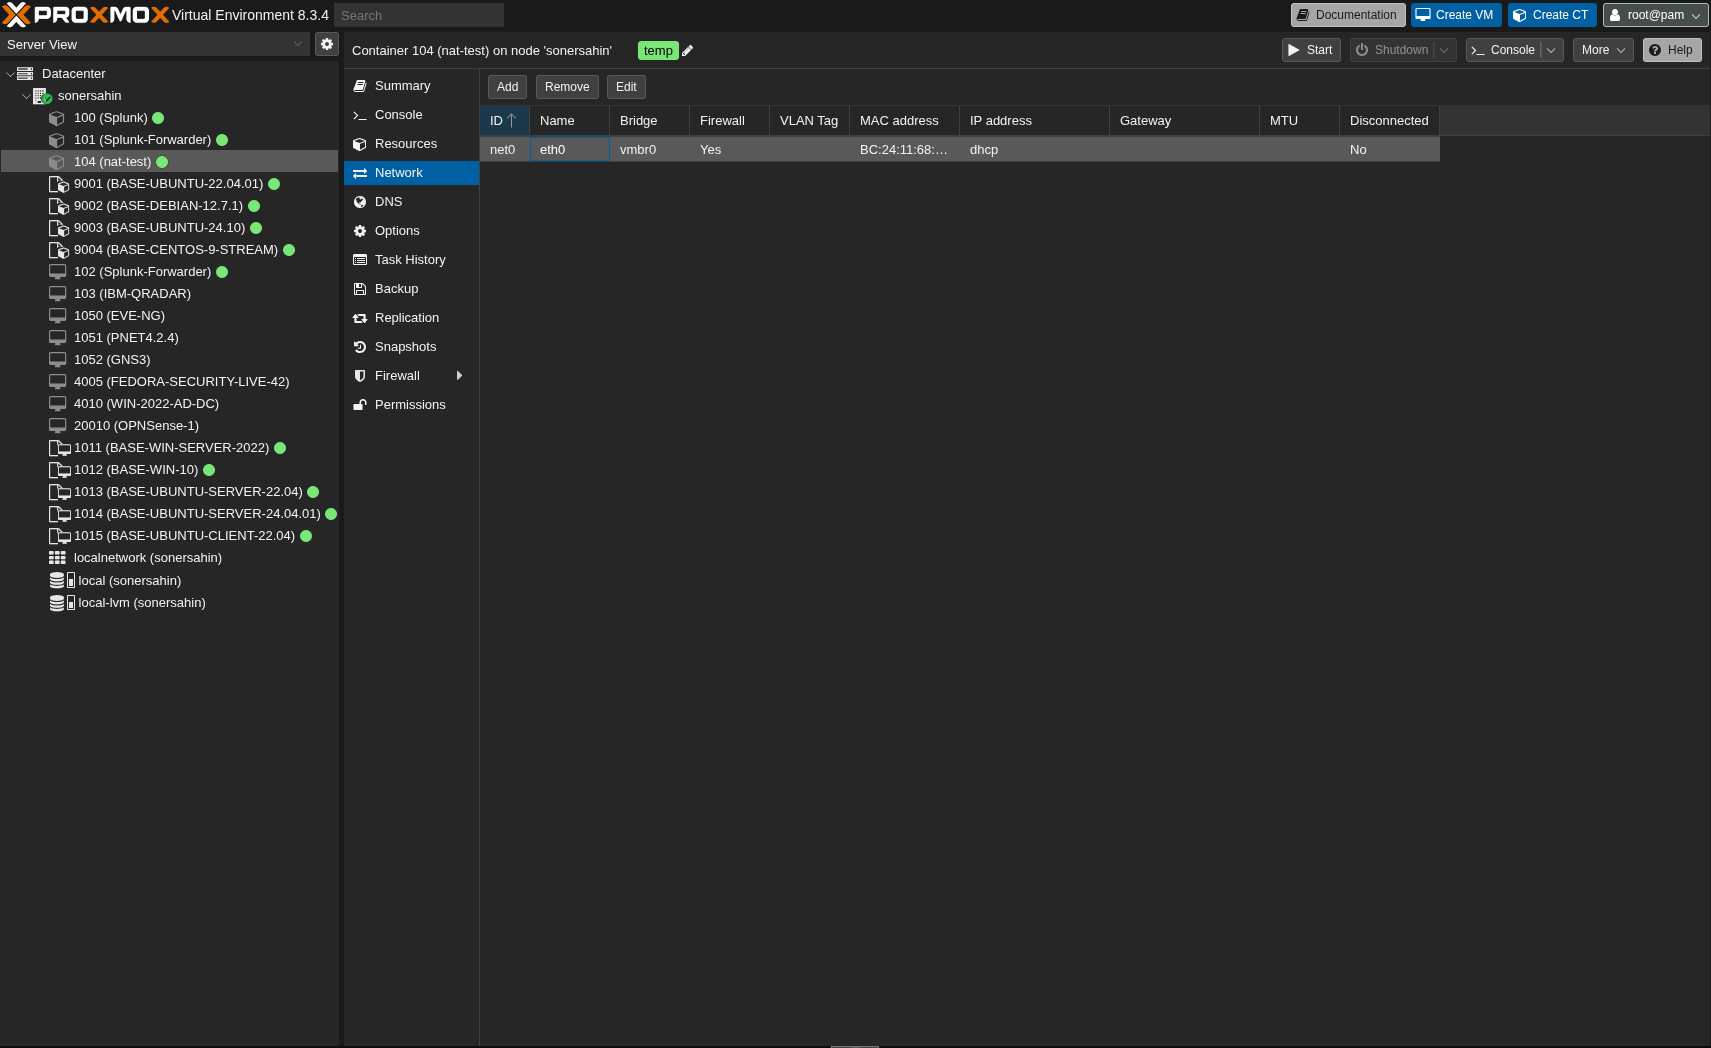 PROXMOX Virtual Environment 8.3.4 Search Documentation Create VM Create CT root@pam
Server View
Container 104 (nat-test) on node 'sonersahin' temp Start Shutdown Console More Help
Datacenter
sonersahin
100 (Splunk)
101 (Splunk-Forwarder)
104 (nat-test)
9001 (BASE-UBUNTU-22.04.01)
9002 (BASE-DEBIAN-12.7.1)
9003 (BASE-UBUNTU-24.10)
9004 (BASE-CENTOS-9-STREAM)
102 (Splunk-Forwarder)
103 (IBM-QRADAR)
1050 (EVE-NG)
1051 (PNET4.2.4)
1052 (GNS3)
4005 (FEDORA-SECURITY-LIVE-42)
4010 (WIN-2022-AD-DC)
20010 (OPNSense-1)
1011 (BASE-WIN-SERVER-2022)
1012 (BASE-WIN-10)
1013 (BASE-UBUNTU-SERVER-22.04)
1014 (BASE-UBUNTU-SERVER-24.04.01)
1015 (BASE-UBUNTU-CLIENT-22.04)
localnetwork (sonersahin)
local (sonersahin)
local-lvm (sonersahin)
Summary
Console
Resources
Network
DNS
Options
Task History
Backup
Replication
Snapshots
Firewall
Permissions
Add Remove Edit
ID Name Bridge Firewall VLAN Tag MAC address IP address Gateway MTU Disconnected
net0 eth0 vmbr0 Yes BC:24:11:68:… dhcp No